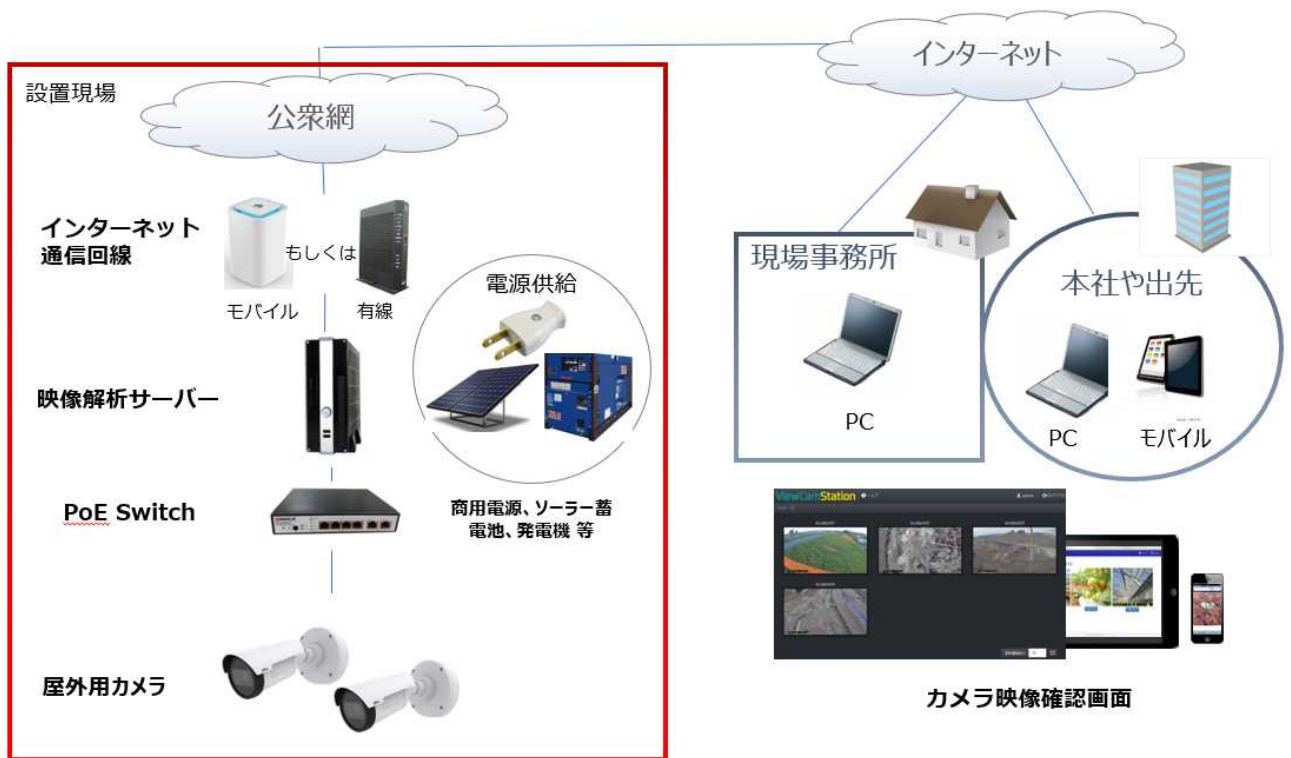 インターネット
設置現場
公衆網
インターネット
通信回線
もしくは
モバイル
有線
電源供給
現場事務所
本社や出先
映像解析サーバー
PC
PC
モバイル
PoE Switch
商用電源、ソーラー蓄
電池、発電機 等
ViewCamStation
屋外用カメラ
カメラ映像確認画面